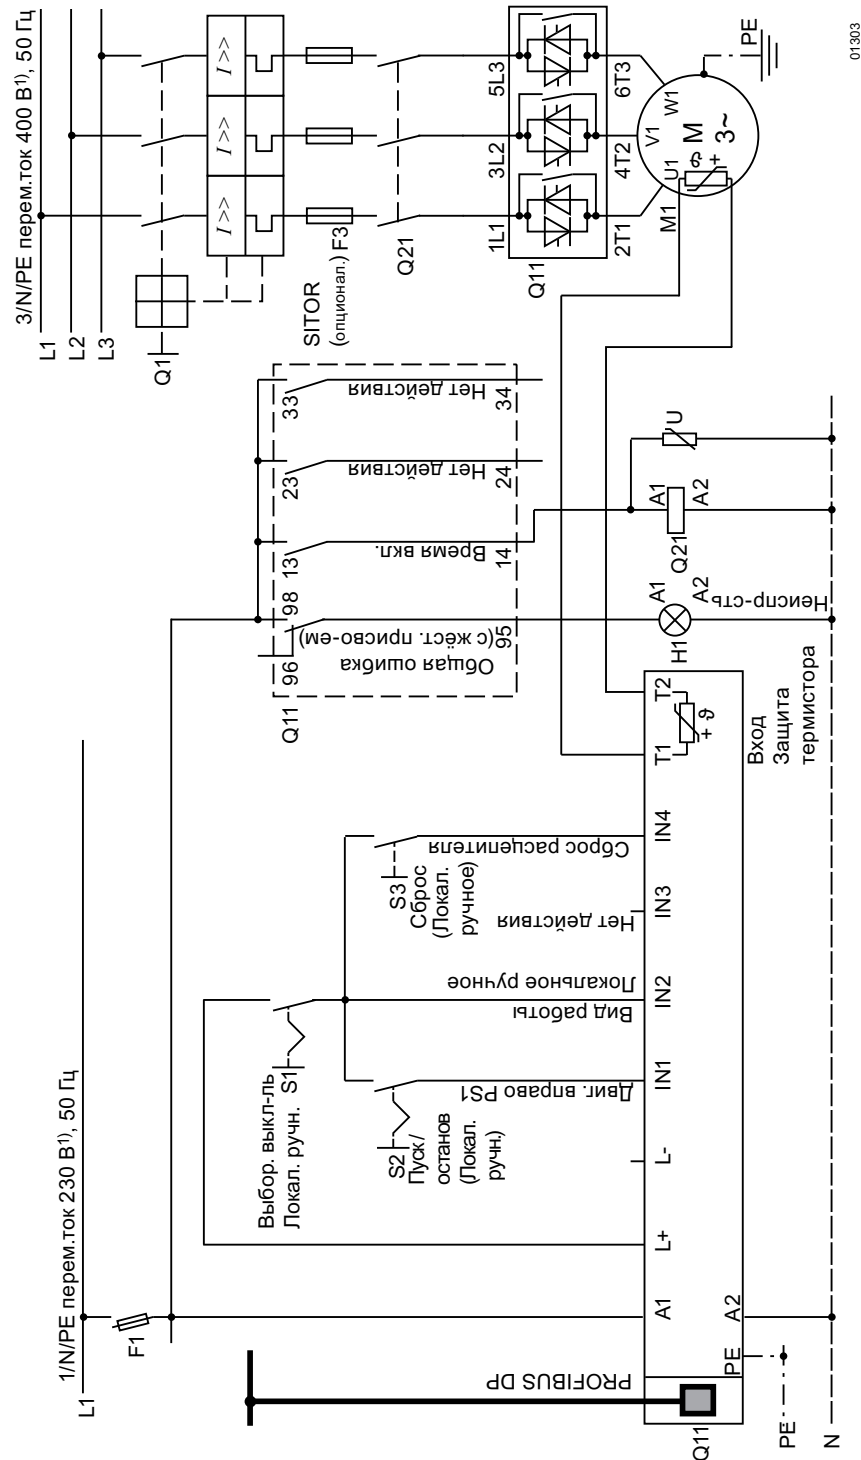 1/N/PE перем.ток 230 В1), 50 Гц
L1
F1
PROFIBUS DP
Q11
PE
N
PE
A1
A2
L+
L-
IN1
IN2
IN3
IN4
T1
T2
+ ϑ
Вход
Защита
термистора
Выбор. выкл-ль
Локал. ручн. S1
S2
Пуск/
останов
(Локал.
ручн.)
S3
Сброс
(Локал.
ручное)
Двиг. вправо PS1
Вид работы
Локальное ручное
Нет действия
Сброс расцепителя
Q11
96
98
95
Общая ошибка
(с жёст. присво-ем)
13
14
Время вкл.
23
24
Нет действия
33
34
Нет действия
H1
A1
A2
Неиспр-сть
Q21
A1
A2
U
3/N/PE перем.ток 400 В1), 50 Гц
L1
L2
L3
Q1
I >>
I >>
I >>
SITOR
(опционал.) F3
Q21
Q11
1L1
3L2
5L3
2T1
4T2
6T3
M1
U1
V1
W1
M
3~
ϑ
+
PE
01303